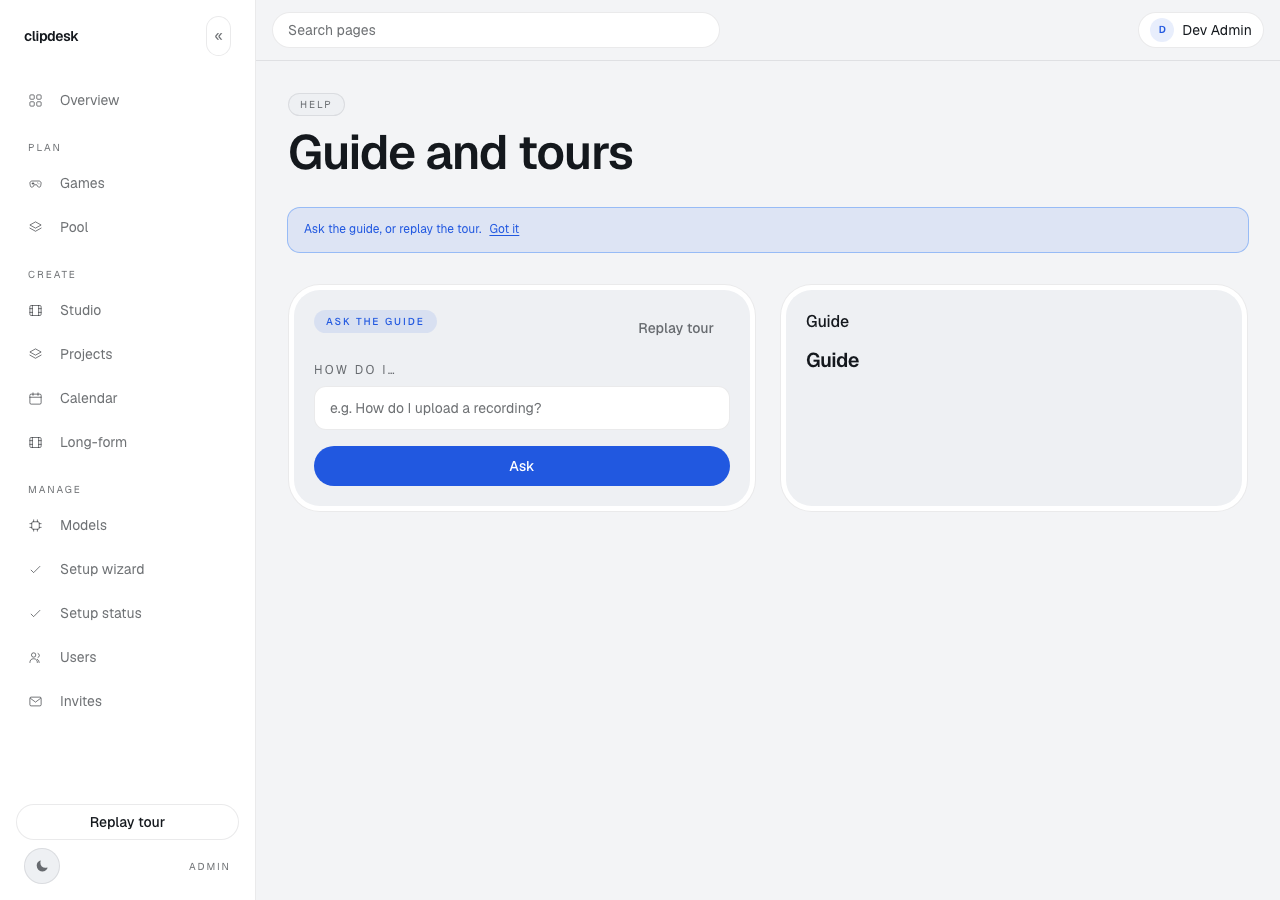 clipdesk
«
Overview
PLAN
Games
Pool
CREATE
Studio
Projects
Calendar
Long-form
MANAGE
Models
Setup wizard
Setup status
Users
Invites
Replay tour
ADMIN
Search pages
D Dev Admin
HELP
Guide and tours
Ask the guide, or replay the tour. Got it
ASK THE GUIDE
Replay tour
HOW DO I…
e.g. How do I upload a recording?
Ask
Guide
Guide